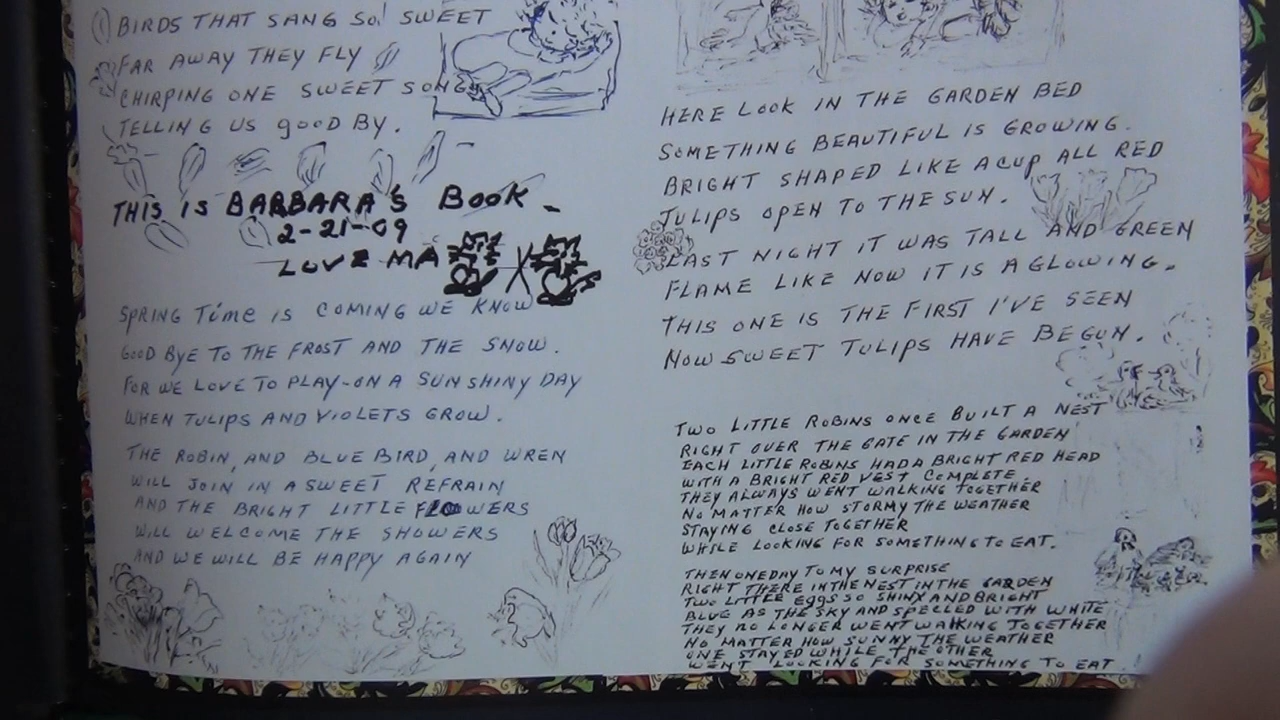 ① BIRDS THAT SANG SO! SWEET
FAR AWAY THEY FLY
CHIRPING ONE SWEET SONG
TELLING US gOOD BY.
THIS IS BARBARA'S BOOK -
2-21-09
LOVE MA X
SPRING TIME IS COMING WE KNOW
GOOD BYE TO THE FROST AND THE SNOW.
FOR WE LOVE TO PLAY-ON A SUNSHINY DAY
WHEN TULIPS AND VIOLETS GROW.
THE ROBIN, AND BLUE BIRD, AND WREN
WILL JOIN IN A SWEET REFRAIN
AND THE BRIGHT LITTLE FLOWERS
WILL WELCOME THE SHOWERS
AND WE WILL BE HAPPY AGAIN
HERE LOOK IN THE GARDEN BED
SOMETHING BEAUTIFUL IS GROWING.
BRIGHT SHAPED LIKE A CUP ALL RED
TULIPS OPEN TO THE SUN.
LAST NIGHT IT WAS TALL AND GREEN
FLAME LIKE NOW IT IS A GLOWING.
THIS ONE IS THE FIRST I'VE SEEN
NOW SWEET TULIPS HAVE BEGUN.
TWO LITTLE ROBINS ONCE BUILT A NEST
RIGHT OVER THE GATE IN THE GARDEN
EACH LITTLE ROBINS HAD A BRIGHT RED HEAD
WITH A BRIGHT RED VEST COMPLETE
THEY ALWAYS WENT WALKING TOGETHER
NO MATTER HOW STORMY THE WEATHER
STAYING CLOSE TOGETHER
WHILE LOOKING FOR SOMETHING TO EAT.
THEN ONE DAY TO MY SURPRISE
RIGHT THERE IN THE NEST IN THE GARDEN
TWO LITTLE EGGS SO SHINY AND BRIGHT
BLUE AS THE SKY AND SPELLED WITH WHITE
THEY NO LONGER WENT WALKING TOGETHER
NO MATTER HOW SUNNY THE WEATHER
ONE STAYED WHILE THE OTHER
WENT LOOKING FOR SOMETHING TO EAT.